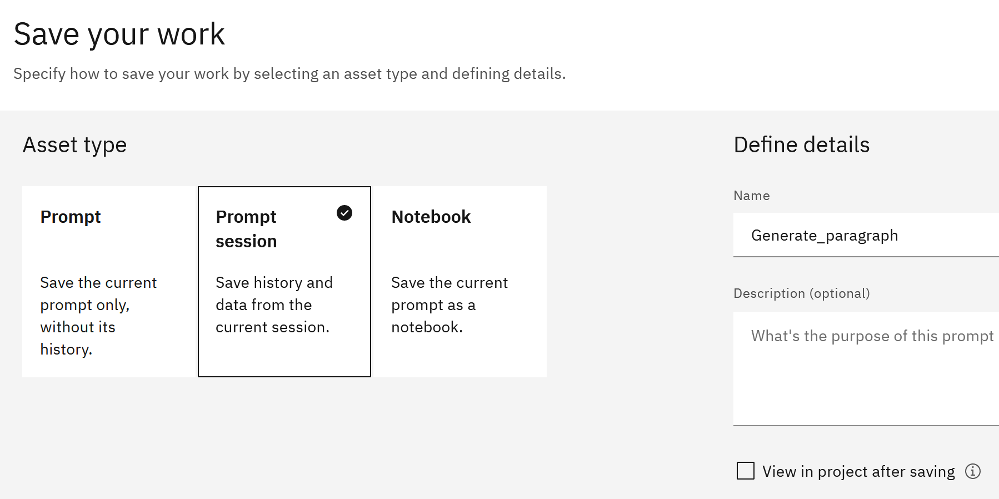 Save your work
Specify how to save your work by selecting an asset type and defining details.
Asset type
Prompt
Save the current
prompt only,
without its
history.
Prompt
session
Save history and
data from the
current session.
Notebook
Save the current
prompt as a
notebook.
Define details
Name
Generate_paragraph
Description (optional)
What's the purpose of this prompt
View in project after saving